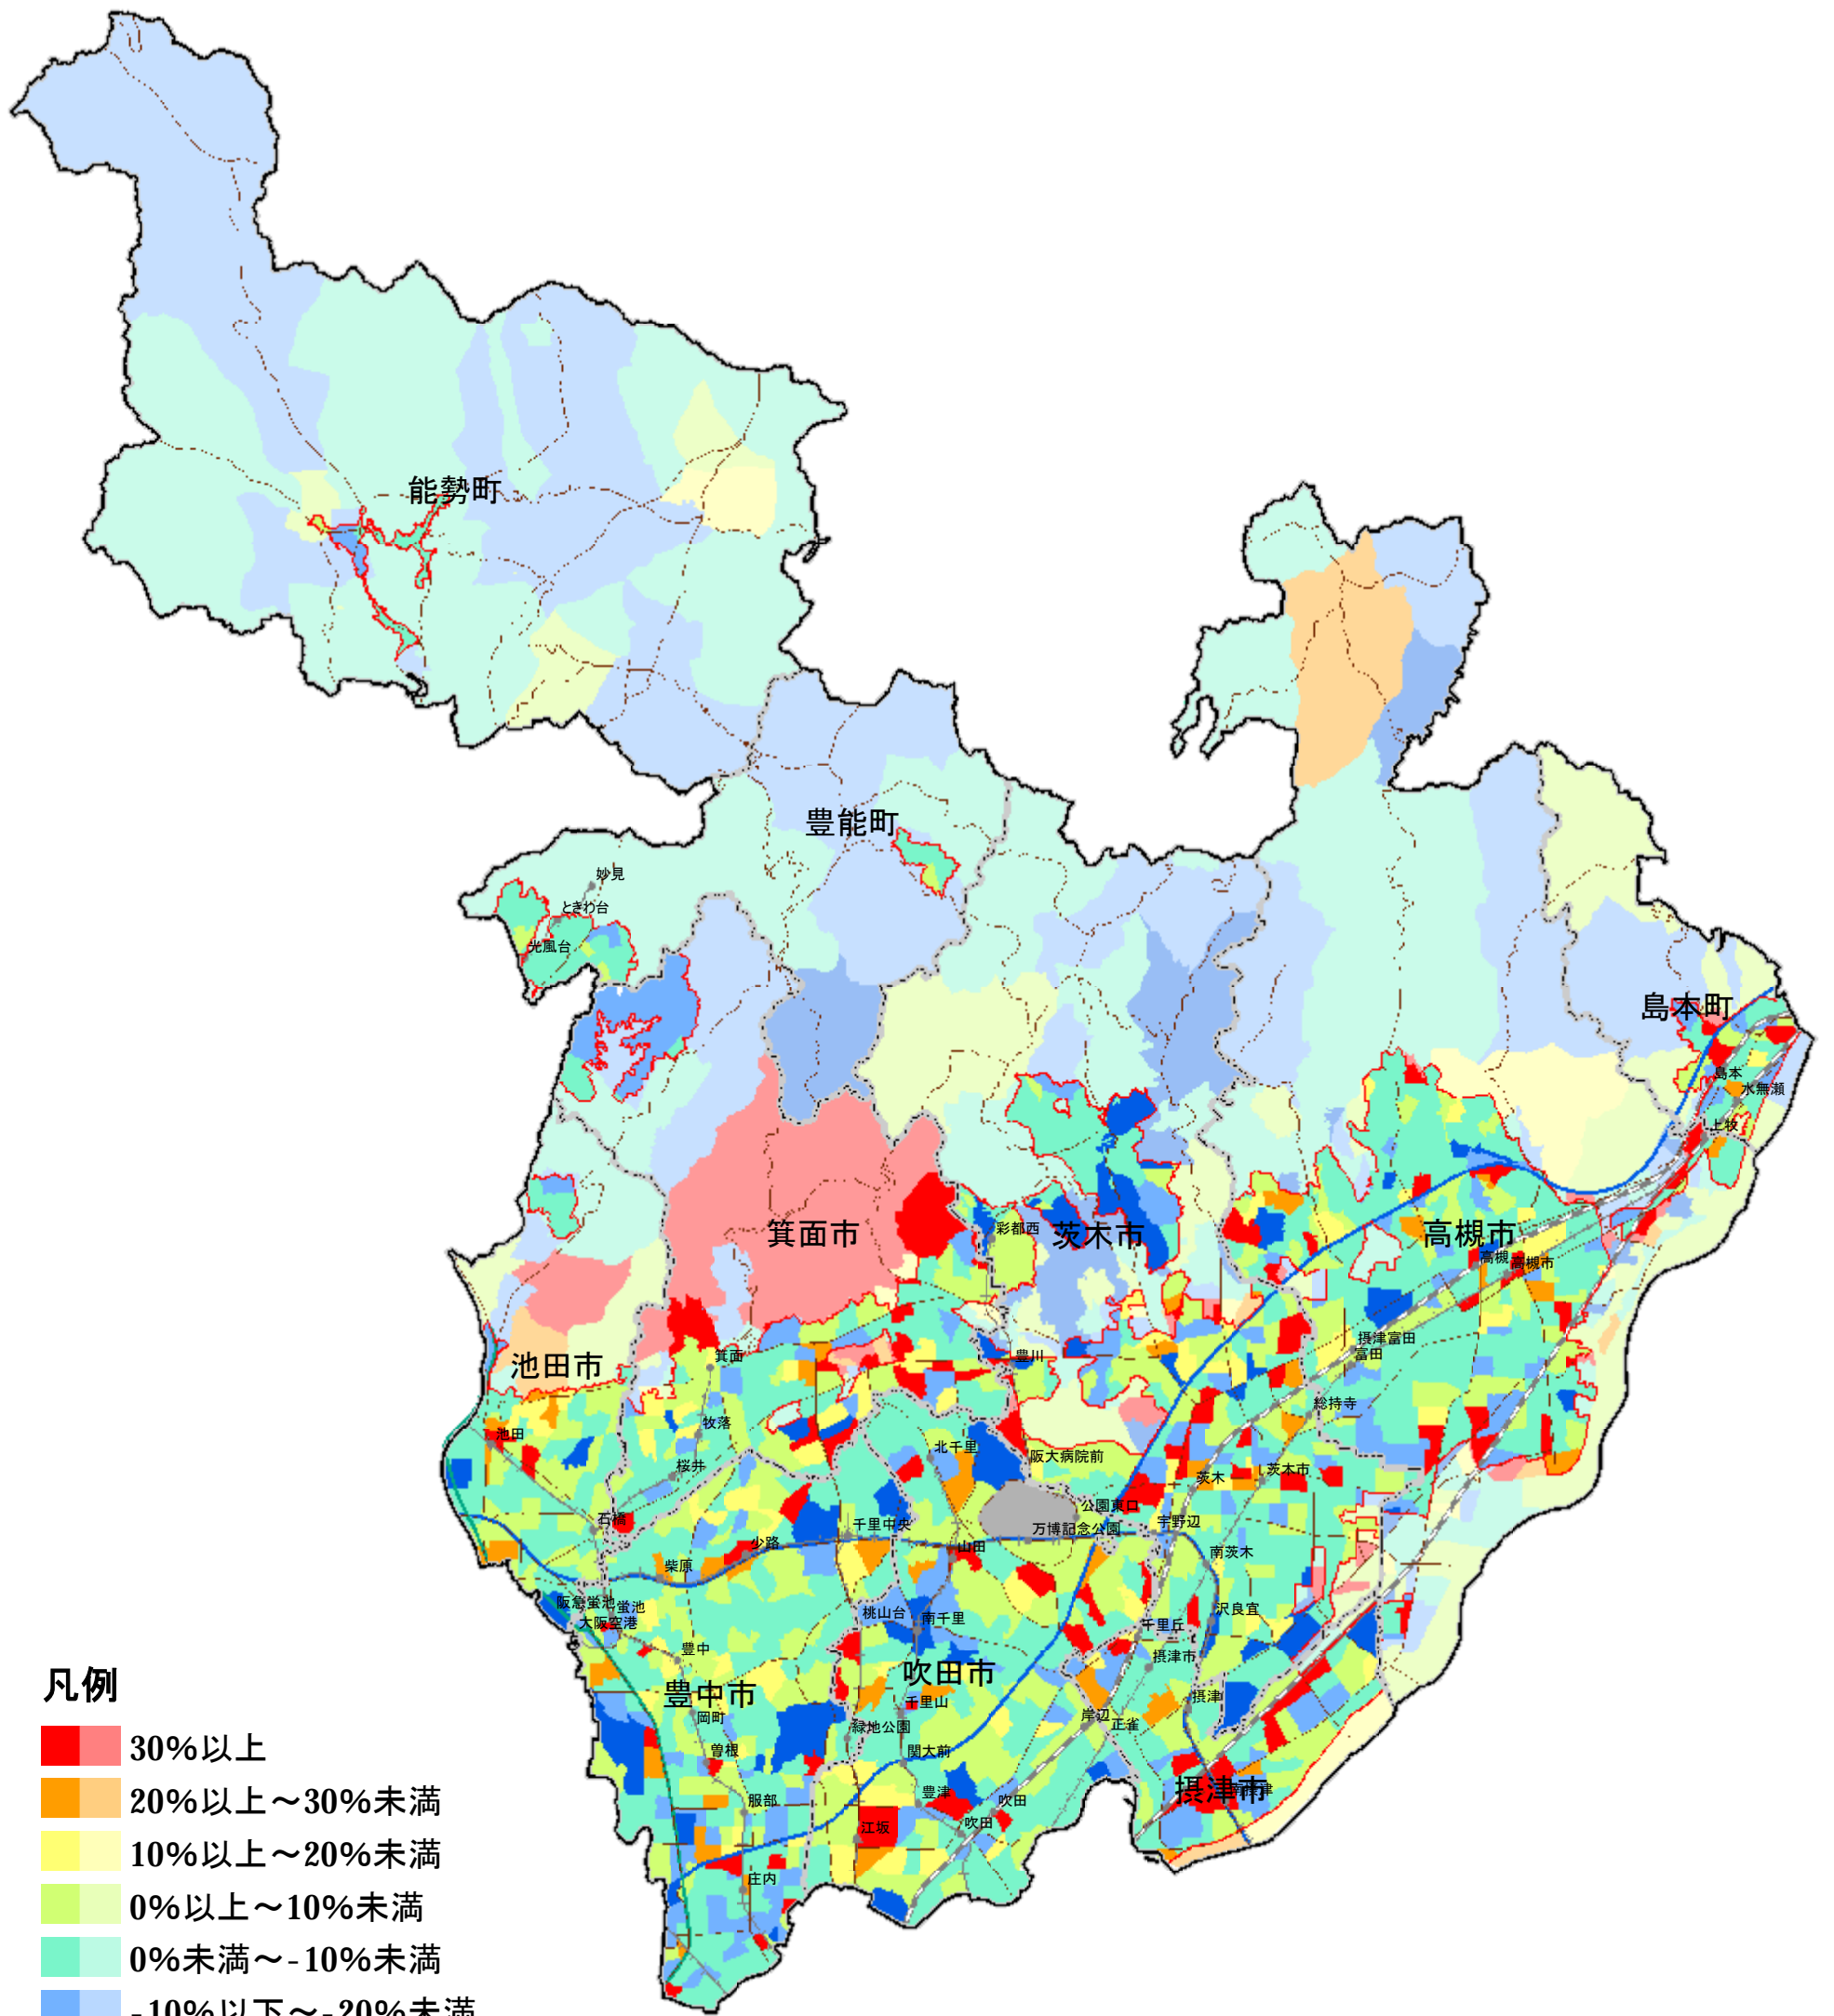 能勢町
豊能町
妙見
ときわ台
光風台
島本町
島本
水無瀬
上牧
箕面市
彩都西
茨木市
高槻市
高槻
高槻市
池田市
箕面
豊川
摂津富田
富田
総持寺
牧落
池田
北千里
阪大病院前
桜井
茨木
茨木市
公園東口
石橋
千里中央
万博記念公園
宇野辺
少路
山田
南茨木
柴原
阪急蛍池
蛍池
大阪空港
桃山台
南千里
沢良宜
千里丘
豊中
摂津市
吹田市
豊中市
千里山
摂津
岡町
緑地公園
岸辺
正雀
曽根
関大前
摂津市
南摂津
豊津
服部
吹田
江坂
吹田
庄内
凡例
30%以上
20%以上～30%未満
10%以上～20%未満
0%以上～10%未満
0%未満～-10%未満
-10%以下～-20%未満